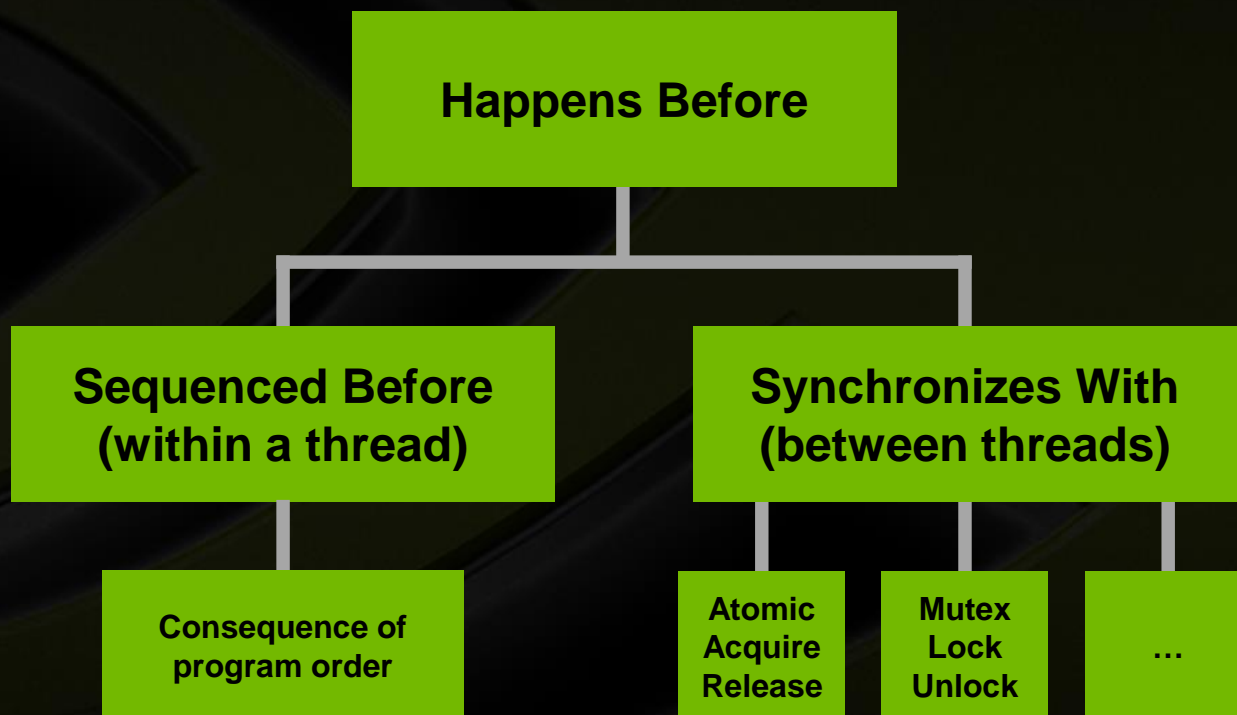 Happens Before
Sequenced Before
(within a thread)
Synchronizes With
(between threads)
Consequence of
program order
Atomic
Acquire
Release
Mutex
Lock
Unlock
…